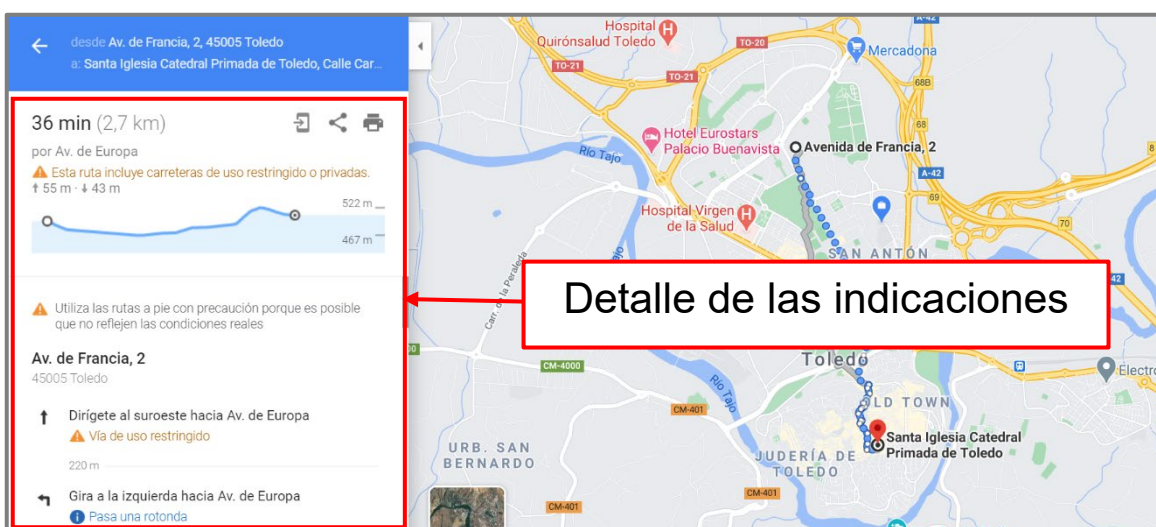 desde Av. de Francia, 2, 45005 Toledo
a: Santa Iglesia Catedral Primada de Toledo, Calle Car...
36 min (2,7 km)
por Av. de Europa
Esta ruta incluye carreteras de uso restringido o privadas.
↑ 55 m · ↓ 43 m
522 m
467 m
Utiliza las rutas a pie con precaución porque es posible
que no reflejen las condiciones reales
Av. de Francia, 2
45005 Toledo
Dirígete al suroeste hacia Av. de Europa
Vía de uso restringido
220 m
Gira a la izquierda hacia Av. de Europa
Pasa una rotonda
Detalle de las indicaciones
A-42
Hospital
Quirónsalud Toledo
TO-20
Mercadona
TO-21
TO-21
68B
68
Hotel Eurostars
Palacio Buenavista
Río Tajo
Avenida de Francia, 2
8
A-42
69
Hospital Virgen
de la Salud
70
SAN ANTÓN
Carr. de la Peraleda
42
Toledo
CM-4000
Electro
Río Tajo
CM-401
OLD TOWN
Santa Iglesia Catedral
Primada de Toledo
URB. SAN
BERNARDO
JUDERÍA DE
TOLEDO
CM-401
CM-401